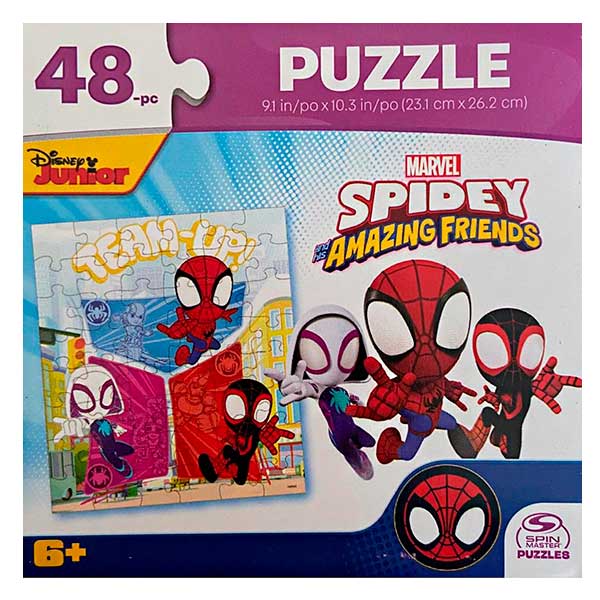 48-pc
PUZZLE
9.1 in/po x 10.3 in/po (23.1 cm x 26.2 cm)
Disney
Junior
MARVEL
SPIDEY
and his AMAZING FRIENDS
TEAM-UP!
6+
SPIN
MASTER
PUZZLES